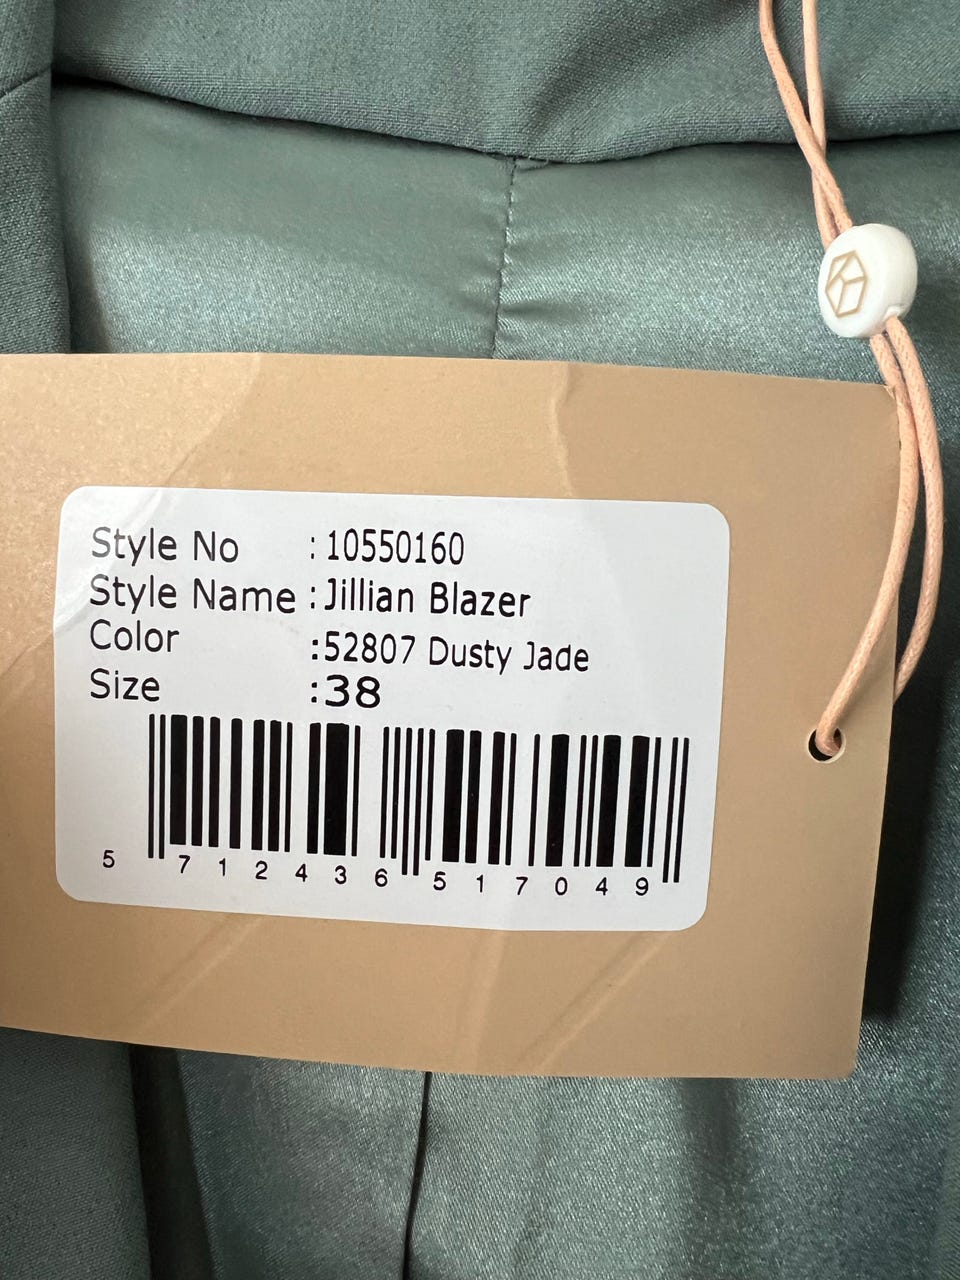 Style No : 10550160
Style Name : Jillian Blazer
Color :52807 Dusty Jade
Size :38
5 712436 517049